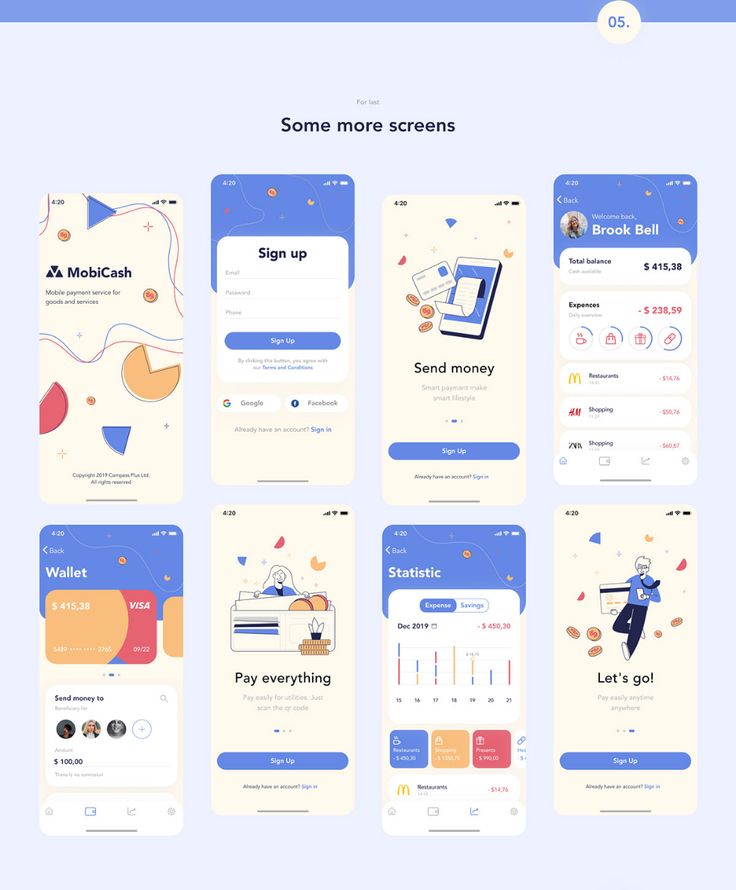 05.
For last
Some more screens
4:20
MobiCash
Mobile payment service for
goods and services
Copyright 2019 Campass Plus Ltd.
All rights reserved
4:20
Sign up
Email
Password
Phone
Sign Up
By clicking this button, you agree with
our Terms and Conditions
Google
Facebook
Already have an account? Sign in
4:20
Send money
Smart paymant make
smart lifestyle
Sign Up
Already have an account? Sign in
4:20
Back
Welcome back,
Brook Bell
Total balance
Cash available
$ 415,38
Expences
Daily overview
- $ 238,59
Restaurants
- $14,76
H&M
Shopping
- $50,76
ZARA
Shopping
- $60,87
4:20
Back
Wallet
$ 415,38
VISA
5489 •••• •••• 3765
09/22
Send money to
Beneficiary list
Amount
$ 100,00
There is no comission
4:20
Pay everything
Pay easily for utilities. Just
scan the qr code
Sign Up
Already have an account? Sign in
4:20
Back
Statistic
Expense
Savings
Dec 2019
- $ 450,30
15 16 17 18 19 20 21
Restaurants
- $ 450,30
Shopping
Presents
- $ 990,00
Restaurants
- $14,76
4:20
Let's go!
Pay easily anytime
anywhere
Sign Up
Already have an account? Sign in